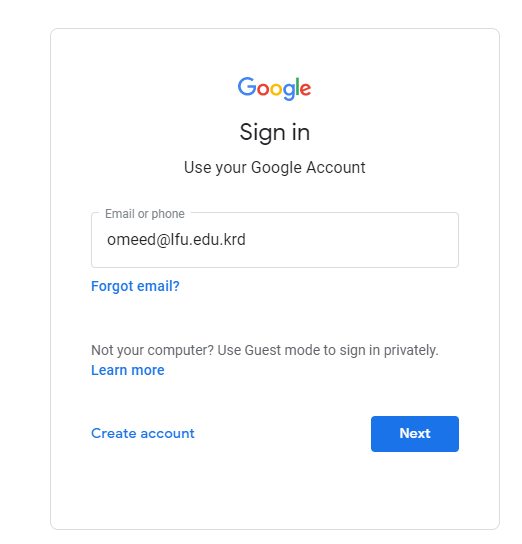 Google
Sign in
Use your Google Account
Email or phone
omeed@lfu.edu.krd
Forgot email?
Not your computer? Use Guest mode to sign in privately.
Learn more
Create account
Next